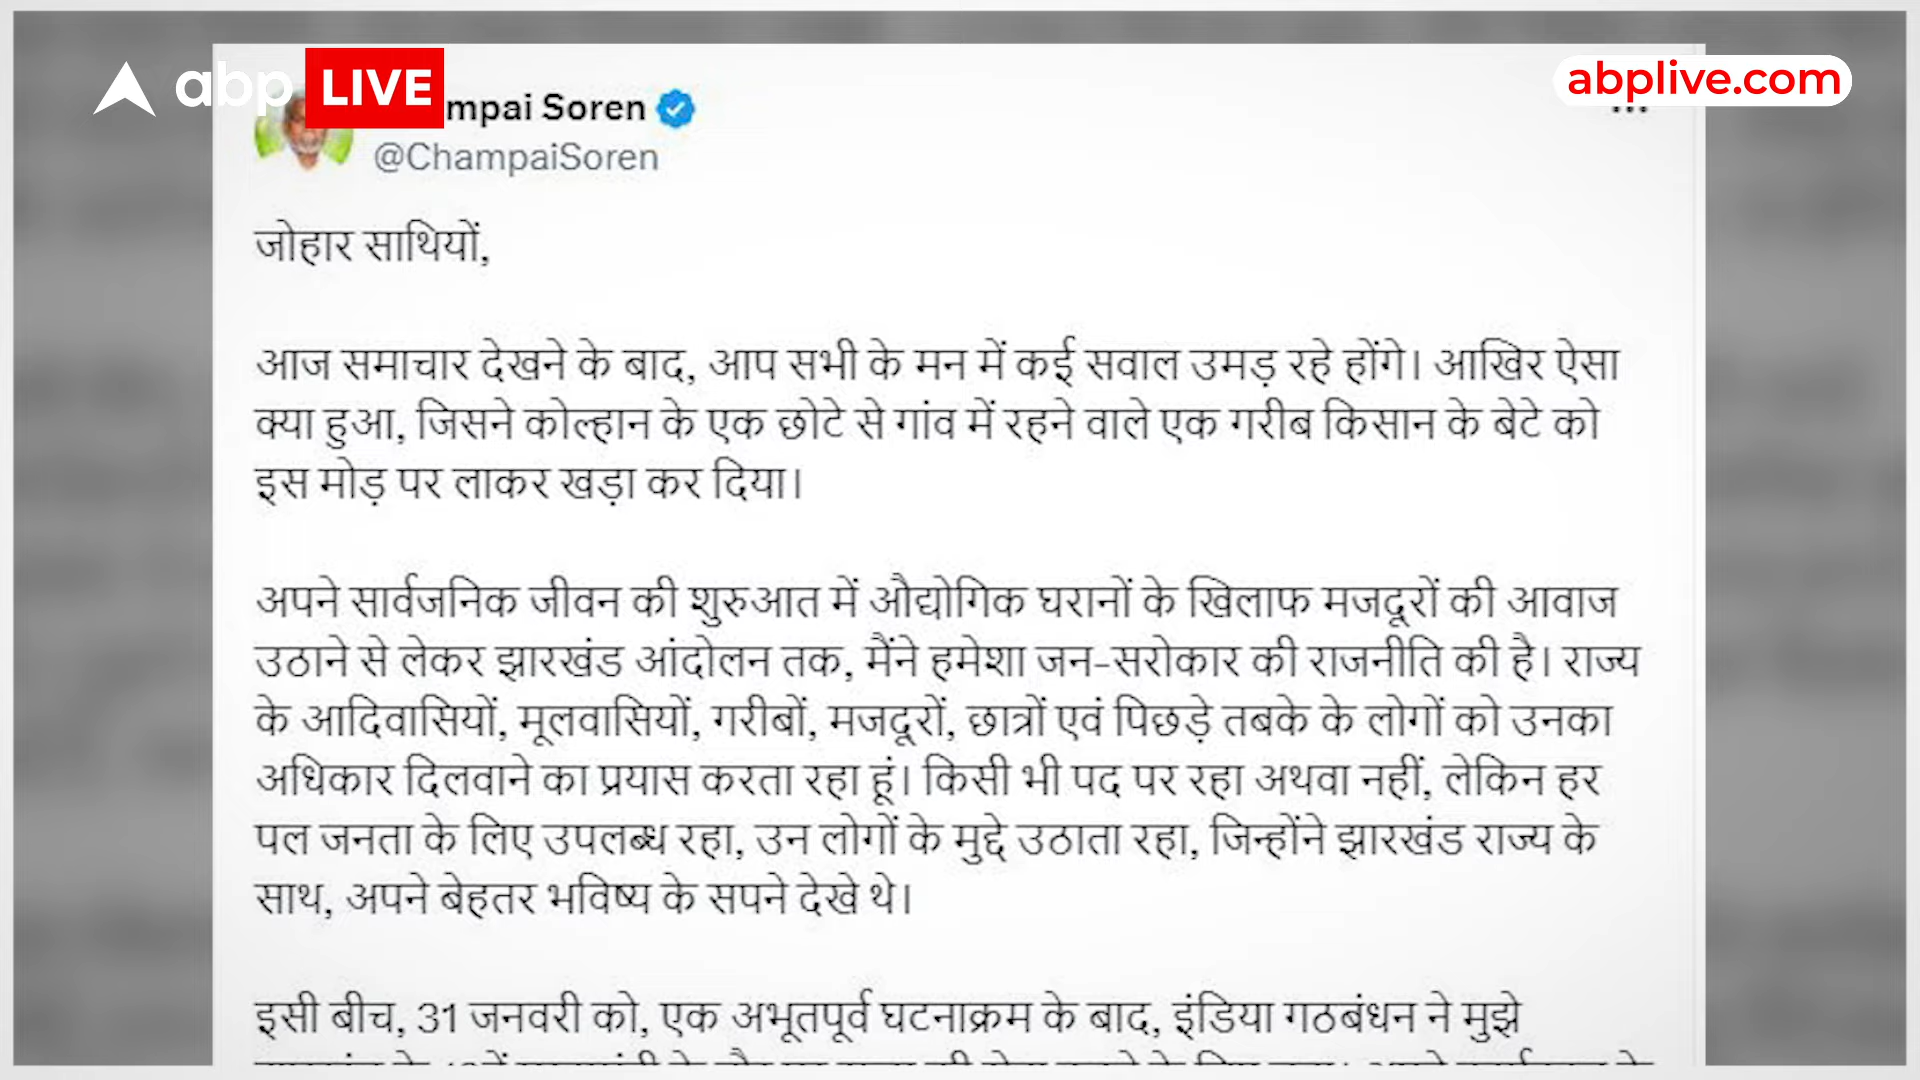 abp LIVE
abplive.com
mpai Soren
@ChampaiSoren
जोहार साथियों,
आज समाचार देखने के बाद, आप सभी के मन में कई सवाल उमड़ रहे होंगे। आखिर ऐसा
क्या हुआ, जिसने कोल्हान के एक छोटे से गांव में रहने वाले एक गरीब किसान के बेटे को
इस मोड़ पर लाकर खड़ा कर दिया।
अपने सार्वजनिक जीवन की शुरुआत में औद्योगिक घरानों के खिलाफ मजदूरों की आवाज
उठाने से लेकर झारखंड आंदोलन तक, मैंने हमेशा जन-सरोकार की राजनीति की है। राज्य
के आदिवासियों, मूलवासियों, गरीबों, मजदूरों, छात्रों एवं पिछड़े तबके के लोगों को उनका
अधिकार दिलवाने का प्रयास करता रहा हूं। किसी भी पद पर रहा अथवा नहीं, लेकिन हर
पल जनता के लिए उपलब्ध रहा, उन लोगों के मुद्दे उठाता रहा, जिन्होंने झारखंड राज्य के
साथ, अपने बेहतर भविष्य के सपने देखे थे।
इसी बीच, 31 जनवरी को, एक अभूतपूर्व घटनाक्रम के बाद, इंडिया गठबंधन ने मुझे